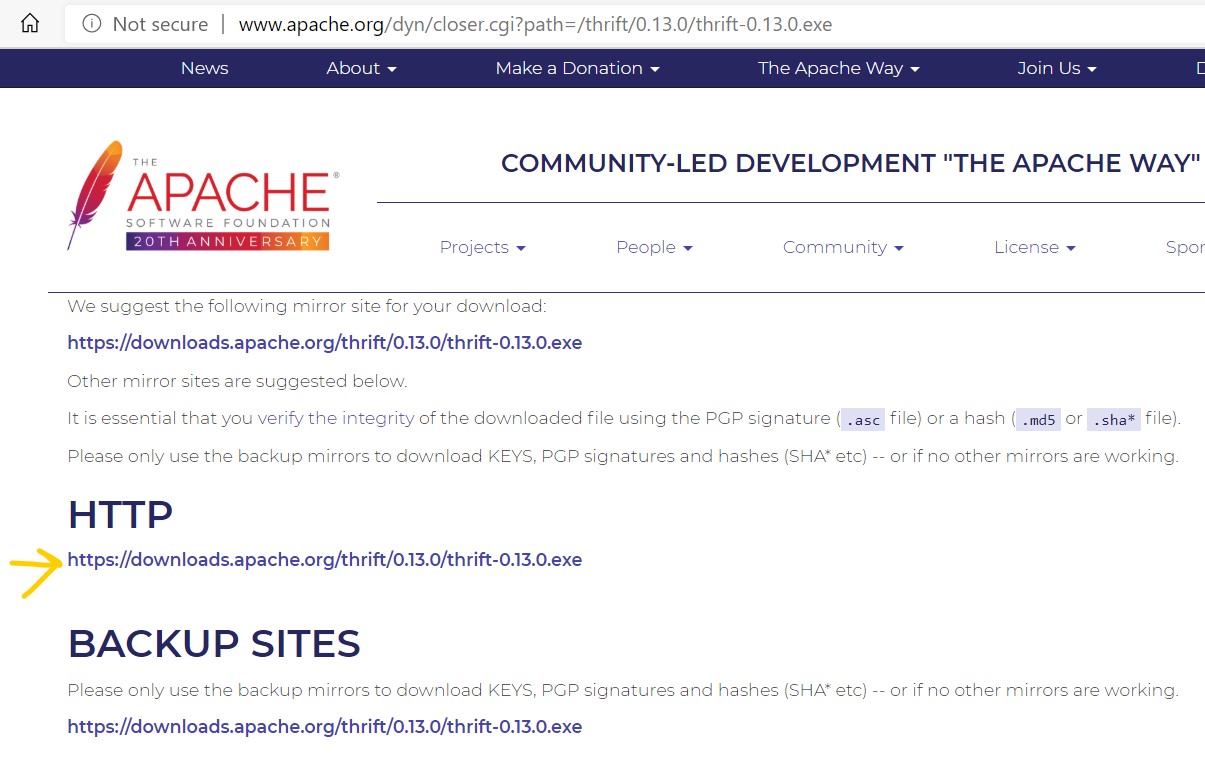 Not secure | www.apache.org/dyn/closer.cgi?path=/thrift/0.13.0/thrift-0.13.0.exe
News About Make a Donation The Apache Way Join Us D
THE
APACHE®
SOFTWARE FOUNDATION
20TH ANNIVERSARY
COMMUNITY-LED DEVELOPMENT "THE APACHE WAY"
Projects People Community License Spor
We suggest the following mirror site for your download:
https://downloads.apache.org/thrift/0.13.0/thrift-0.13.0.exe
Other mirror sites are suggested below.
It is essential that you verify the integrity of the downloaded file using the PGP signature (.asc file) or a hash (.md5 or .sha* file).
Please only use the backup mirrors to download KEYS, PGP signatures and hashes (SHA* etc) -- or if no other mirrors are working.
HTTP
https://downloads.apache.org/thrift/0.13.0/thrift-0.13.0.exe
BACKUP SITES
Please only use the backup mirrors to download KEYS, PGP signatures and hashes (SHA* etc) -- or if no other mirrors are working.
https://downloads.apache.org/thrift/0.13.0/thrift-0.13.0.exe